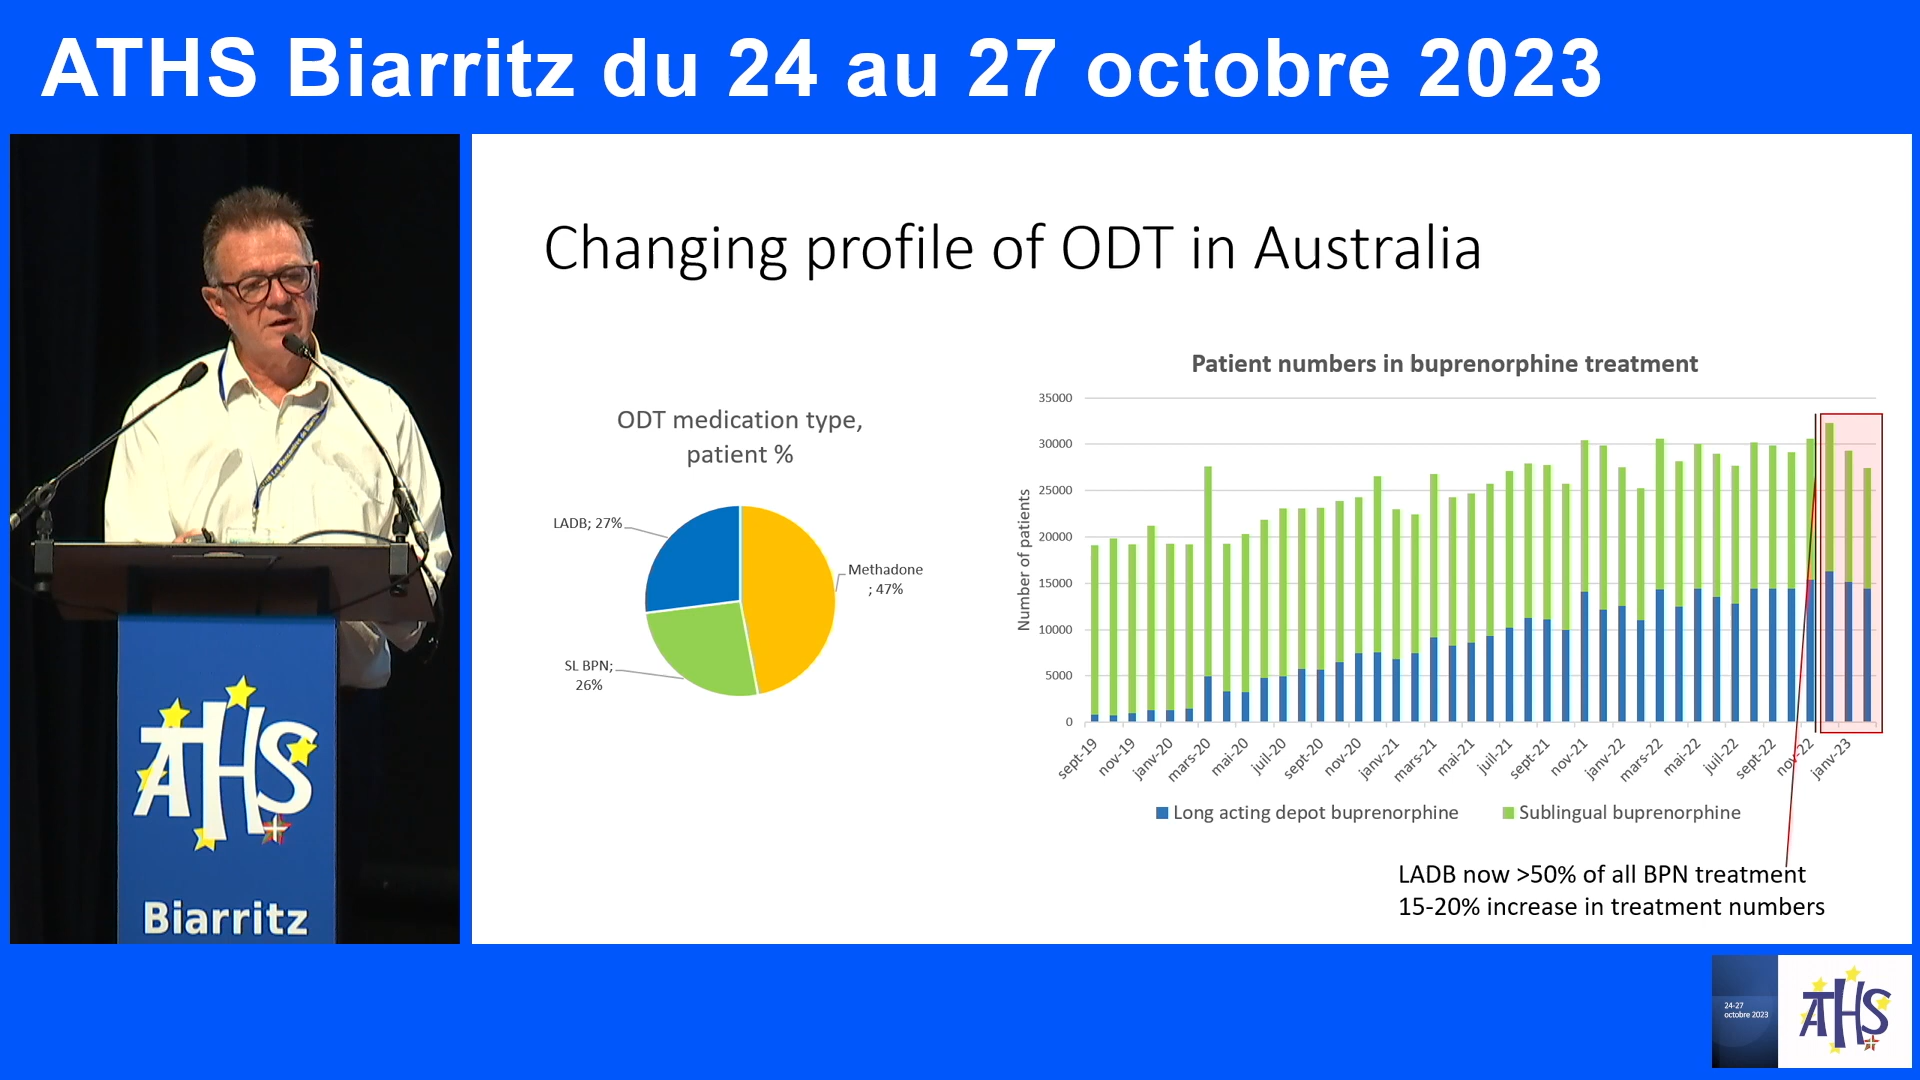 ATHS Biarritz du 24 au 27 octobre 2023
Changing profile of ODT in Australia
ODT medication type,
patient %
LADB; 27%
Methadone
; 47%
SL BPN;
26%
Patient numbers in buprenorphine treatment
Number of patients
35000
30000
25000
20000
15000
10000
5000
0
sept-19
nov-19
janv-20
mars-20
mai-20
juil-20
sept-20
nov-20
janv-21
mars-21
mai-21
juil-21
sept-21
nov-21
janv-22
mars-22
mai-22
juil-22
sept-22
nov-22
janv-23
Long acting depot buprenorphine
Sublingual buprenorphine
LADB now >50% of all BPN treatment
15-20% increase in treatment numbers
ATHS
Biarritz
24-27
octobre 2023
ATHS